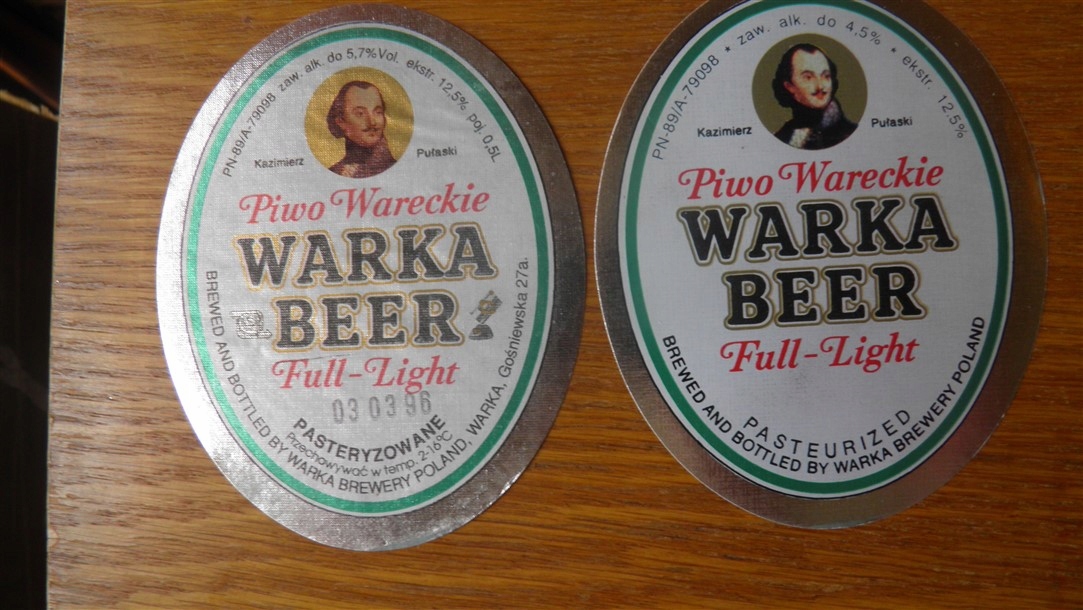 PN-89/A-79098 zaw. alk. do 5,7% Vol. ekstr. 12,5% poj. 0,5L
Kazimierz Pułaski
Piwo Wareckie
WARKA
BEER
Full-Light
03 03 96
PASTERYZOWANE
Przechowywać w temp. 2-16°C
BREWED AND BOTTLED BY WARKA BREWERY POLAND, WARKA, Gośniewska 27a.
PN-89/A-79098 * zaw. alk. do 4,5% * ekstr. 12,5%
Kazimierz Pułaski
Piwo Wareckie
WARKA
BEER
Full-Light
PASTEURIZED
BREWED AND BOTTLED BY WARKA BREWERY POLAND